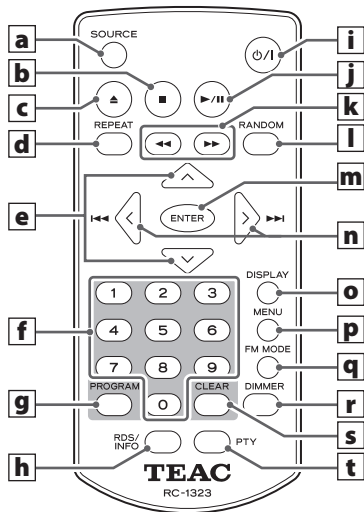 SOURCE
a
i
⏻/I
b
j
■
▶/❚❚
c
▲
k
REPEAT
RANDOM
d
◀◀
▶▶
l
m
e
|◀◀
ENTER
▶▶|
n
DISPLAY
o
1 2 3
MENU
p
f
4 5 6
FM MODE
q
7 8 9
PROGRAM
CLEAR
DIMMER
g
0
r
s
RDS/
INFO
PTY
h
t
TEAC
RC-1323